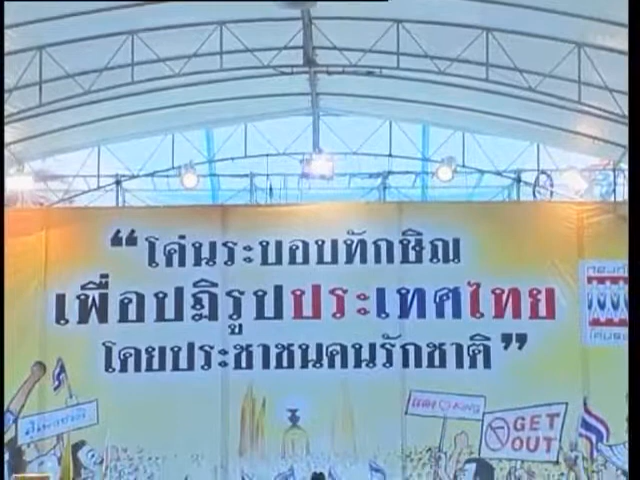 “โค่นระบอบทักษิณ
เพื่อปฏิรูปประเทศไทย
โดยประชาชนคนรักชาติ”
GET
OUT